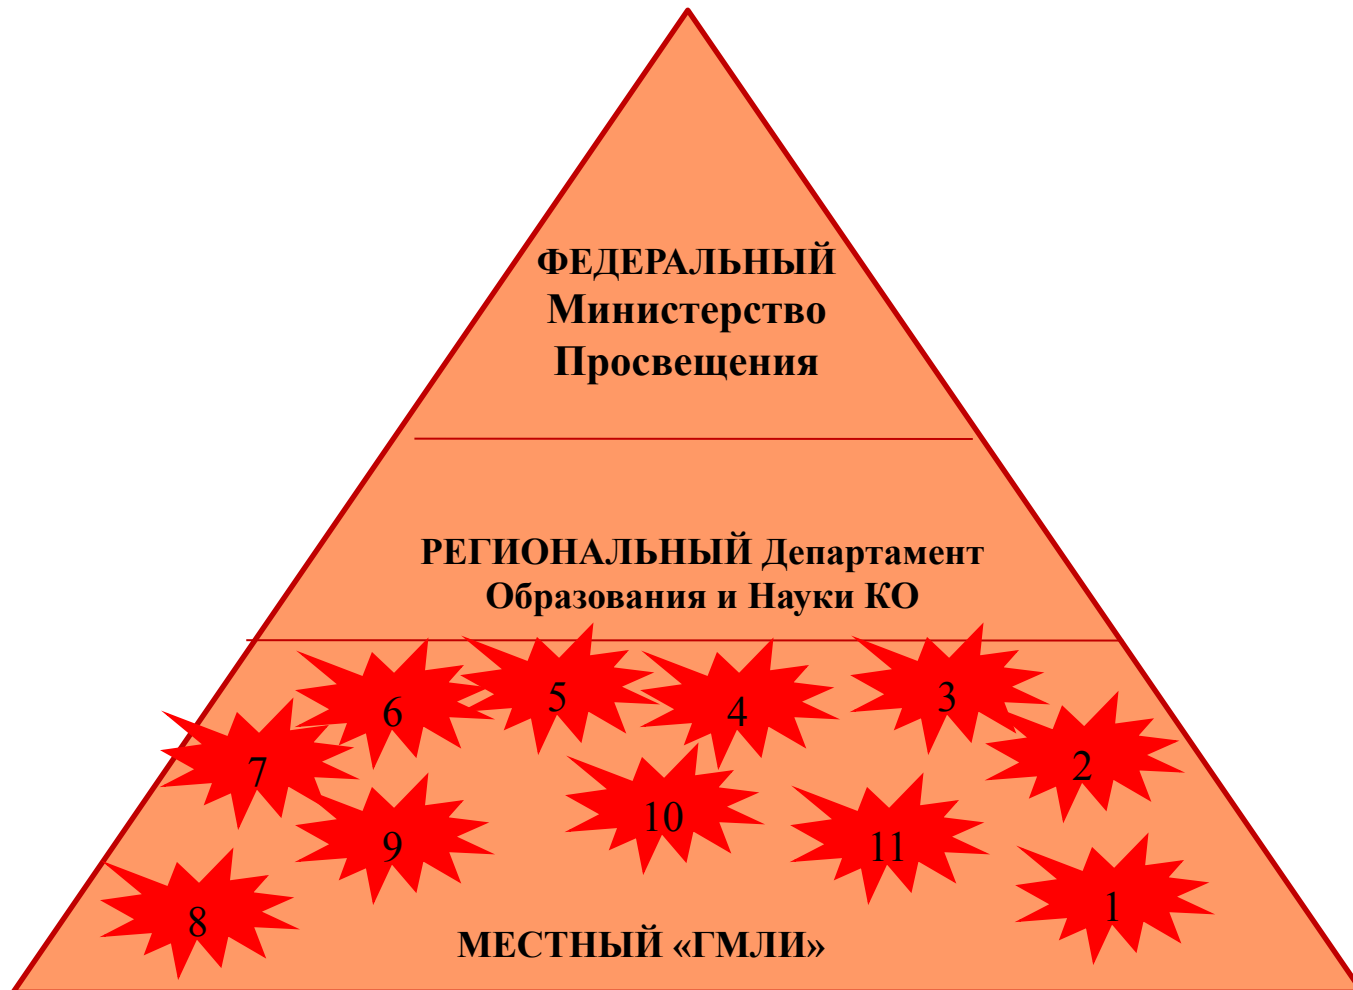 ФЕДЕРАЛЬНЫЙ
Министерство
Просвещения
РЕГИОНАЛЬНЫЙ Департамент
Образования и Науки КО
6
5
4
3
7
2
9
10
11
8
1
МЕСТНЫЙ «ГМЛИ»